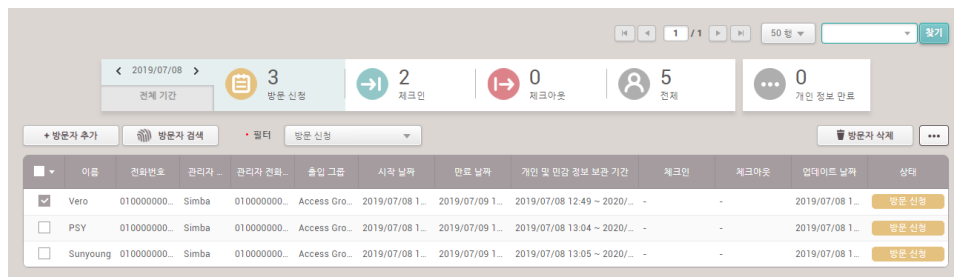 1 / 1 50 행 찾기
2019/07/08
전체 기간
3 방문 신청
2 체크인
0 체크아웃
5 전체
0 개인 정보 만료
+ 방문자 추가 방문자 검색 • 필터 방문 신청 방문자 삭제 •••
이름 전화번호 관리자 ... 관리자 전화... 출입 그룹 시작 날짜 만료 날짜 개인 및 민감 정보 보관 기간 체크인 체크아웃 업데이트 날짜 상태
Vero 010000000... Simba 010000000... Access Gro... 2019/07/08 1... 2019/07/09 1... 2019/07/08 12:49 ~ 2020/... - - 2019/07/08 1... 방문 신청
PSY 010000000... Simba 010000000... Access Gro... 2019/07/08 1... 2019/07/09 1... 2019/07/08 13:04 ~ 2020/... - - 2019/07/08 1... 방문 신청
Sunyoung 010000000... Simba 010000000... Access Gro... 2019/07/08 1... 2019/07/09 1... 2019/07/08 13:05 ~ 2020/... - - 2019/07/08 1... 방문 신청